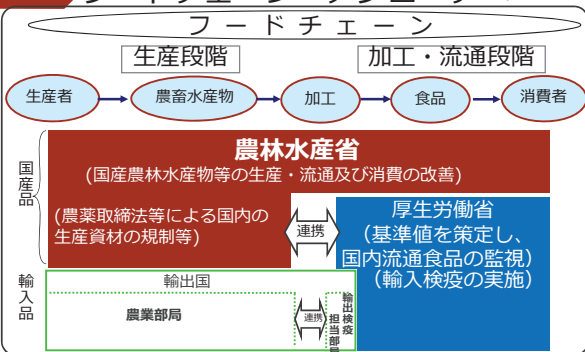 フードチェーン
生産段階
加工・流通段階
生産者
農畜水産物
加工
食品
消費者
国産品
農林水産省
(国産農林水産物等の生産・流通及び消費の改善)
(農薬取締法等による国内の
生産資材の規制等)
連携
厚生労働省
(基準値を策定し、
国内流通食品の監視)
(輸入検疫の実施)
輸入品
輸出国
農業部局
連携
輸出検疫
担当部局